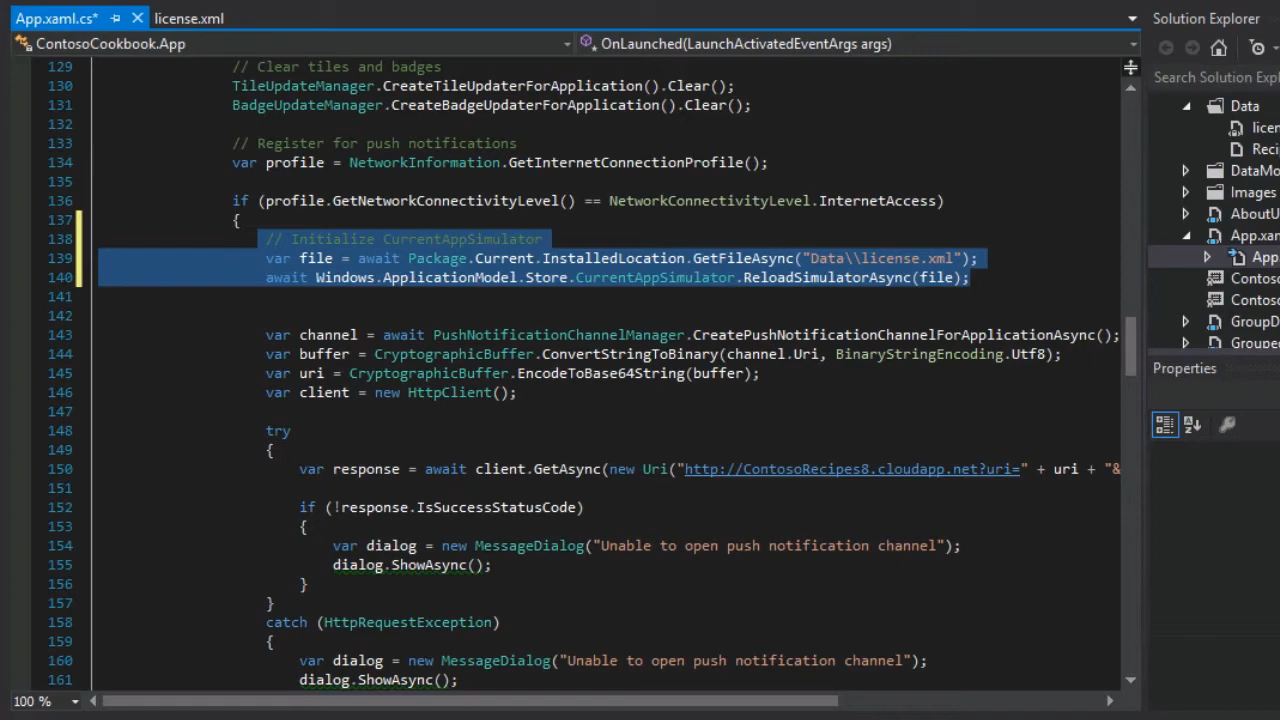 App.xaml.cs*
license.xml
Solution Explorer
ContosoCookbook.App
OnLaunched(LaunchActivatedEventArgs args)
129 // Clear tiles and badges
130 TileUpdateManager.CreateTileUpdaterForApplication().Clear();
131 BadgeUpdateManager.CreateBadgeUpdaterForApplication().Clear();
132
133 // Register for push notifications
134 var profile = NetworkInformation.GetInternetConnectionProfile();
135
136 if (profile.GetNetworkConnectivityLevel() == NetworkConnectivityLevel.InternetAccess)
137 {
138 // Initialize CurrentAppSimulator
139 var file = await Package.Current.InstalledLocation.GetFileAsync("Data\\license.xml");
140 await Windows.ApplicationModel.Store.CurrentAppSimulator.ReloadSimulatorAsync(file);
141
142
143 var channel = await PushNotificationChannelManager.CreatePushNotificationChannelForApplicationAsync();
144 var buffer = CryptographicBuffer.ConvertStringToBinary(channel.Uri, BinaryStringEncoding.Utf8);
145 var uri = CryptographicBuffer.EncodeToBase64String(buffer);
146 var client = new HttpClient();
147
148 try
149 {
150 var response = await client.GetAsync(new Uri("http://ContosoRecipes8.cloudapp.net?uri=" + uri + "&
151
152 if (!response.IsSuccessStatusCode)
153 {
154 var dialog = new MessageDialog("Unable to open push notification channel");
155 dialog.ShowAsync();
156 }
157 }
158 catch (HttpRequestException)
159 {
160 var dialog = new MessageDialog("Unable to open push notification channel");
161 dialog.ShowAsync();
100 %
Search Solution Expl
Data
licen
Reci
DataMo
Images
AboutU
App.xa
App.
Contoso
Contoso
GroupD
Groupe
Properties